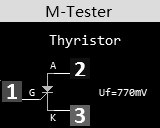 M-Tester
Thyristor
A 2
1 G Uf=770mV
K 3